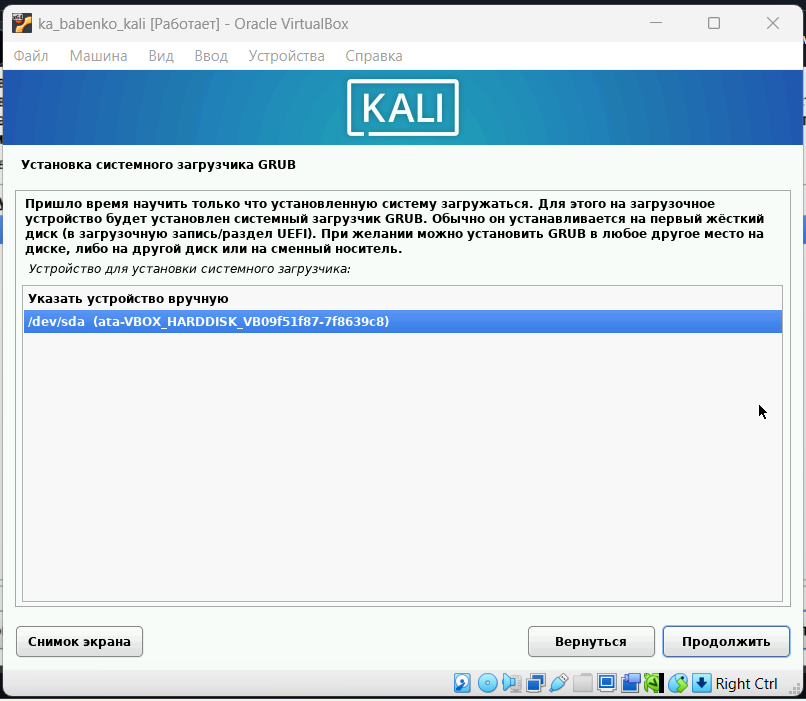 ka_babenko_kali [Работает] - Oracle VirtualBox
Файл Машина Вид Ввод Устройства Справка
KALI
Установка системного загрузчика GRUB
Пришло время научить только что установленную систему загружаться. Для этого на загрузочное
устройство будет установлен системный загрузчик GRUB. Обычно он устанавливается на первый жёсткий
диск (в загрузочную запись/раздел UEFI). При желании можно установить GRUB в любое другое место на
диске, либо на другой диск или на сменный носитель.
Устройство для установки системного загрузчика:
Указать устройство вручную
/dev/sda (ata-VBOX_HARDDISK_VB09f51f87-7f8639c8)
Снимок экрана Вернуться Продолжить
Right Ctrl